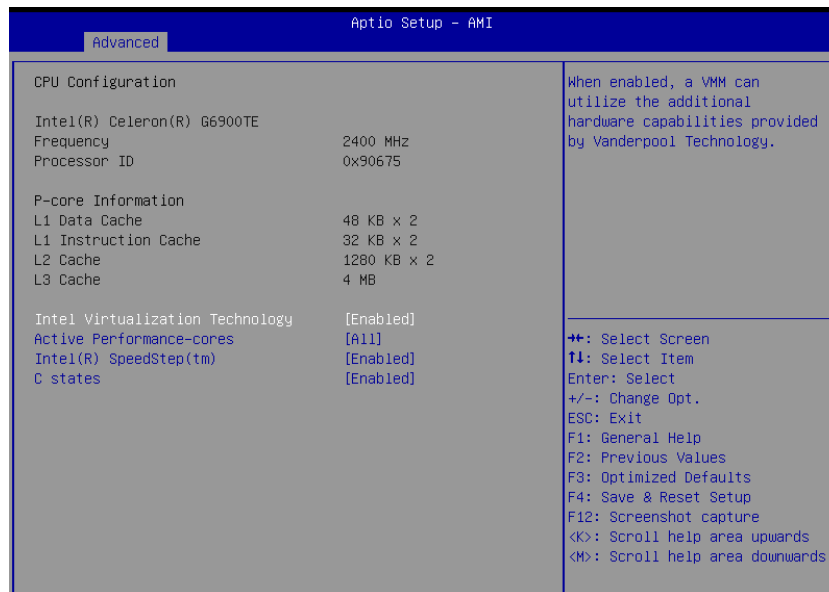 Aptio Setup - AMI
Advanced
CPU Configuration
Intel(R) Celeron(R) G6900TE
Frequency 2400 MHz
Processor ID 0x90675
P-core Information
L1 Data Cache 48 KB x 2
L1 Instruction Cache 32 KB x 2
L2 Cache 1280 KB x 2
L3 Cache 4 MB
Intel Virtualization Technology [Enabled]
Active Performance-cores [All]
Intel(R) SpeedStep(tm) [Enabled]
C states [Enabled]
When enabled, a VMM can
utilize the additional
hardware capabilities provided
by Vanderpool Technology.
→←: Select Screen
↑↓: Select Item
Enter: Select
+/-: Change Opt.
ESC: Exit
F1: General Help
F2: Previous Values
F3: Optimized Defaults
F4: Save & Reset Setup
F12: Screenshot capture
<K>: Scroll help area upwards
<M>: Scroll help area downwards